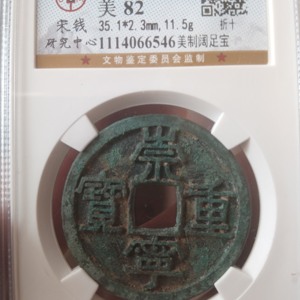 美 82
宋钱 35.1*2.3mm,11.5g 折十
研究中心 1114066546 美制阔足宝
★ 文物鉴定委员会监制 ★
崇
寶 重
寧